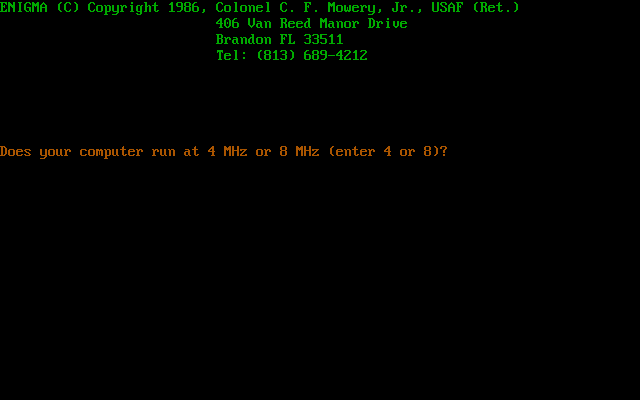 ENIGMA (C) Copyright 1986, Colonel C. F. Mowery, Jr., USAF (Ret.)
406 Van Reed Manor Drive
Brandon FL 33511
Tel: (813) 689-4212
Does your computer run at 4 MHz or 8 MHz (enter 4 or 8)?